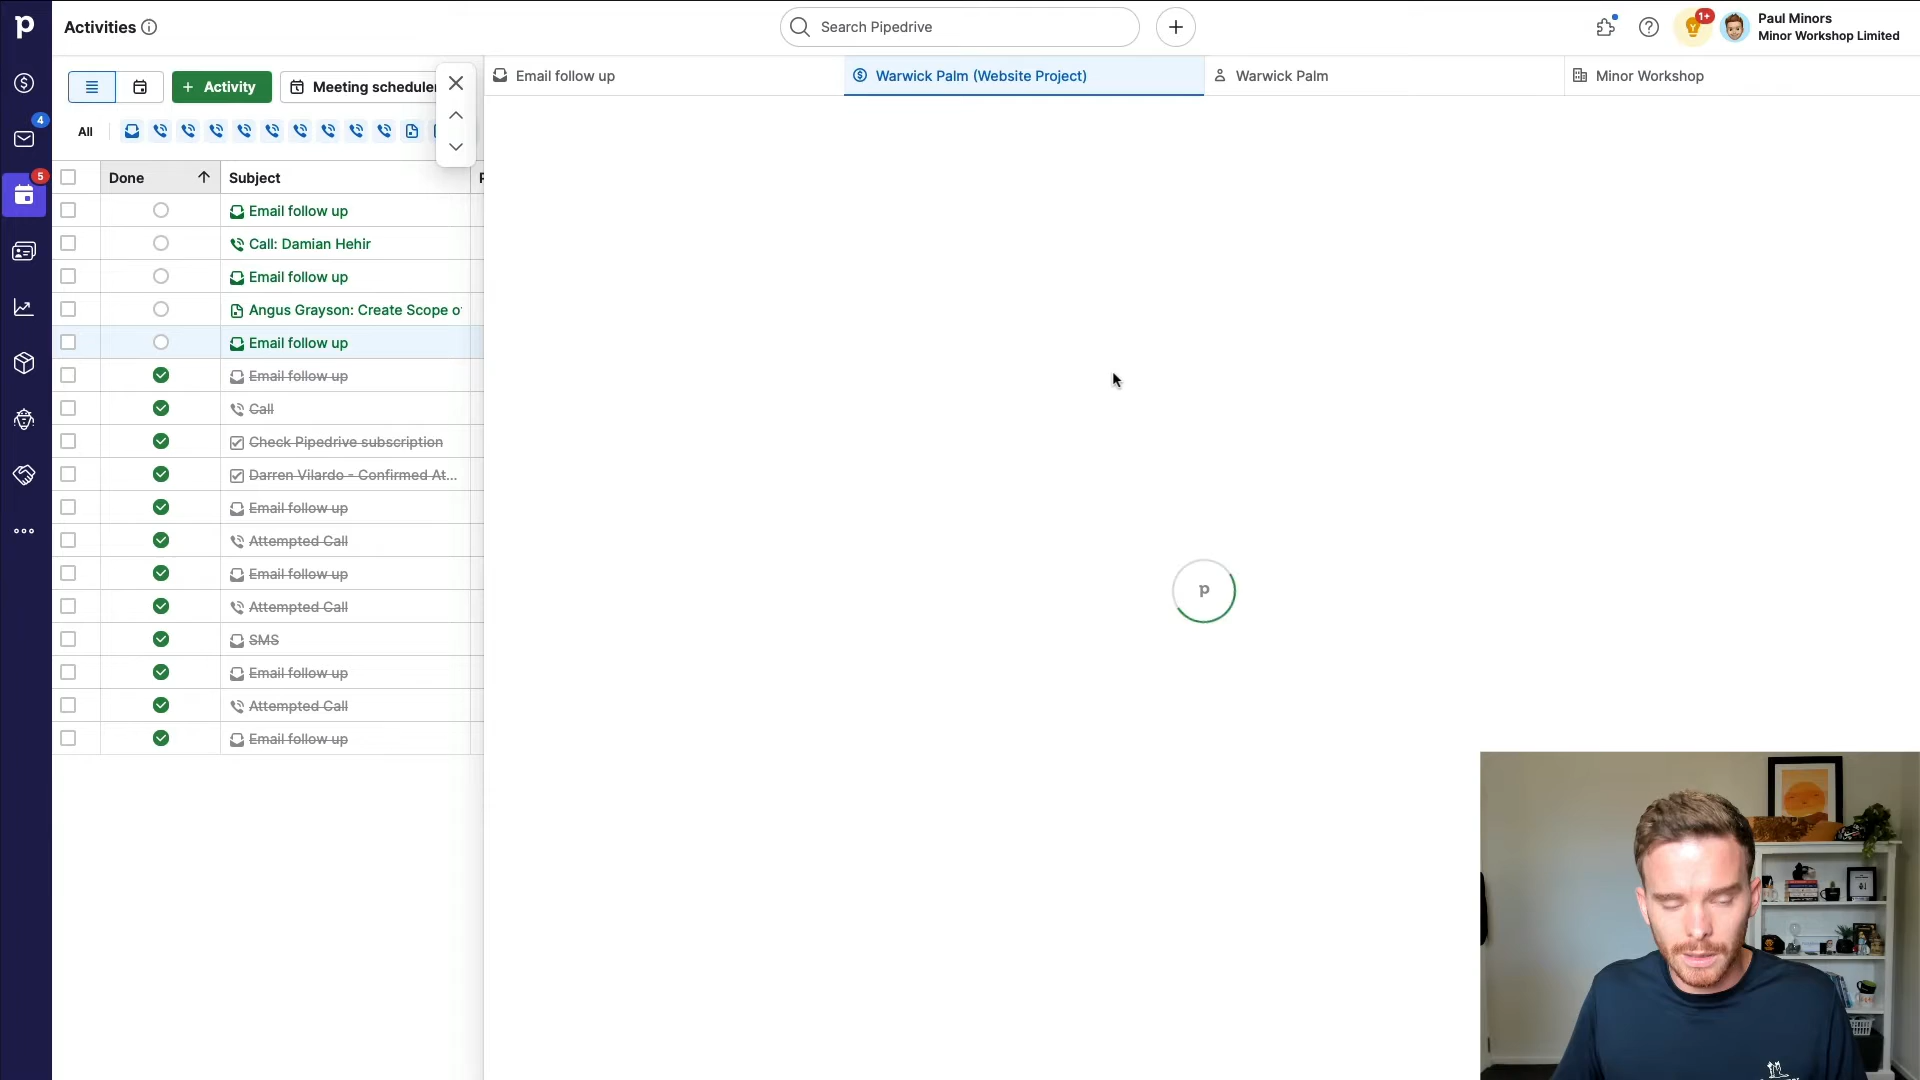 p
Activities
Search Pipedrive
1+
Paul Minors
Minor Workshop Limited
4
5
Activity
Meeting scheduler
All
Email follow up
Warwick Palm (Website Project)
Warwick Palm
Minor Workshop
Done
Subject
Email follow up
Call: Damian Hehir
Email follow up
Angus Grayson: Create Scope o
Email follow up
Email follow up
Call
Check Pipedrive subscription
Darren Vilardo - Confirmed At...
Email follow up
Attempted Call
Email follow up
Attempted Call
SMS
Email follow up
Attempted Call
Email follow up
p